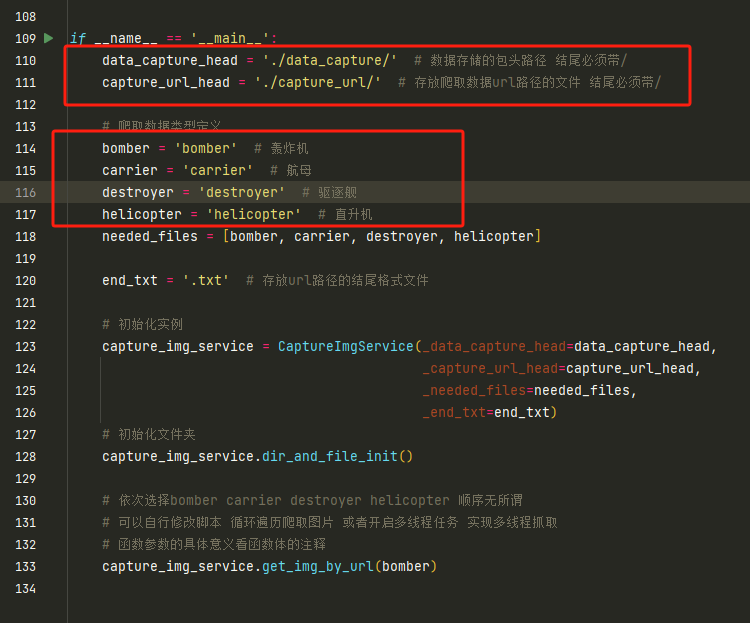 108
109 if __name__ == '__main__':
110 data_capture_head = './data_capture/' # 数据存储的包头路径 结尾必须带/
111 capture_url_head = './capture_url/' # 存放爬取数据url路径的文件 结尾必须带/
112
113 # 爬取数据类型定义
114 bomber = 'bomber' # 轰炸机
115 carrier = 'carrier' # 航母
116 destroyer = 'destroyer' # 驱逐舰
117 helicopter = 'helicopter' # 直升机
118 needed_files = [bomber, carrier, destroyer, helicopter]
119
120 end_txt = '.txt' # 存放url路径的结尾格式文件
121
122 # 初始化实例
123 capture_img_service = CaptureImgService(_data_capture_head=data_capture_head,
124 _capture_url_head=capture_url_head,
125 _needed_files=needed_files,
126 _end_txt=end_txt)
127 # 初始化文件夹
128 capture_img_service.dir_and_file_init()
129
130 # 依次选择bomber carrier destroyer helicopter 顺序无所谓
131 # 可以自行修改脚本 循环遍历爬取图片 或者开启多线程任务 实现多线程抓取
132 # 函数参数的具体意义看函数体的注释
133 capture_img_service.get_img_by_url(bomber)
134